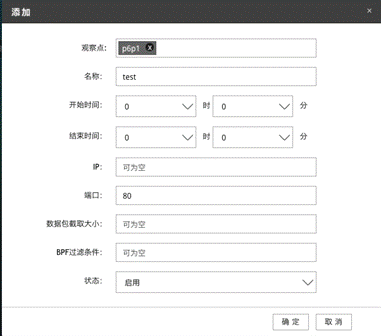 添加 ×
观察点： p6p1 x
名称： test
开始时间： 0 时 0 分
结束时间： 0 时 0 分
IP： 可为空
端口： 80
数据包截取大小： 可为空
BPF过滤条件： 可为空
状态： 启用
确定 取消